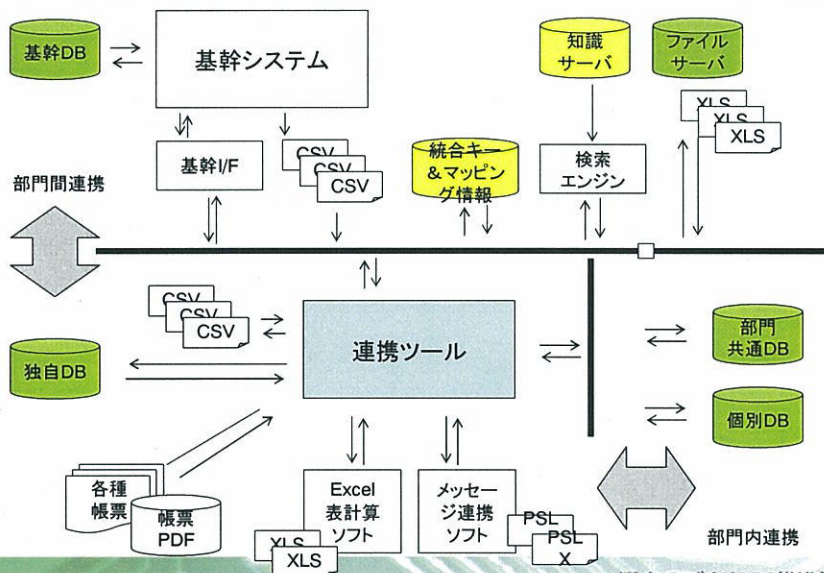 基幹DB
基幹システム
知識
サーバ
ファイル
サーバ
XLS
XLS
XLS
基幹I/F
CSV
CSV
CSV
統合キー
&マッピン
グ情報
検索
エンジン
部門間連携
CSV
CSV
CSV
連携ツール
部門
共通DB
独自DB
個別DB
各種
帳票
帳票
PDF
Excel
表計算
ソフト
XLS
XLS
メッセー
ジ連携
ソフト
PSL
PSL
X
部門内連携